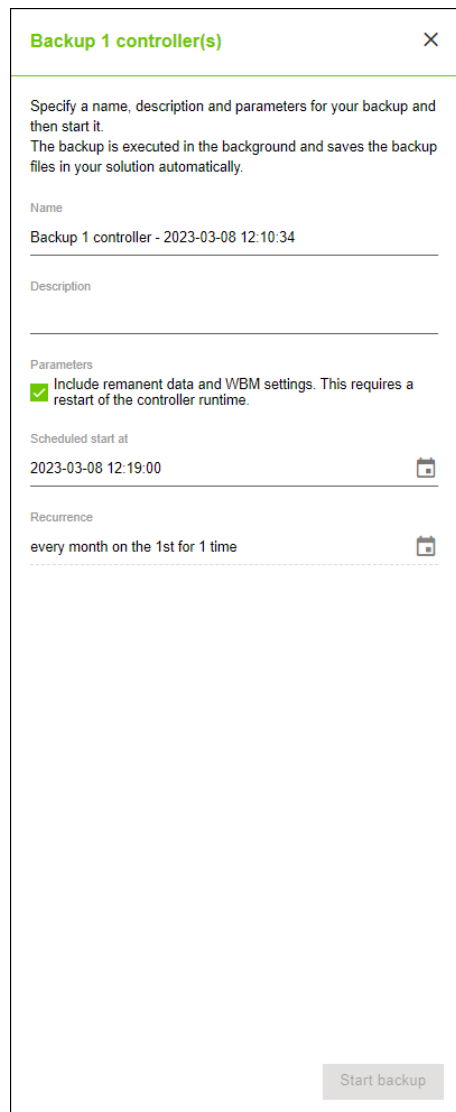 Backup 1 controller(s)
Specify a name, description and parameters for your backup and
then start it.
The backup is executed in the background and saves the backup
files in your solution automatically.
Name
Backup 1 controller - 2023-03-08 12:10:34
Description
Parameters
Include remanent data and WBM settings. This requires a
restart of the controller runtime.
Scheduled start at
2023-03-08 12:19:00
Recurrence
every month on the 1st for 1 time
Start backup